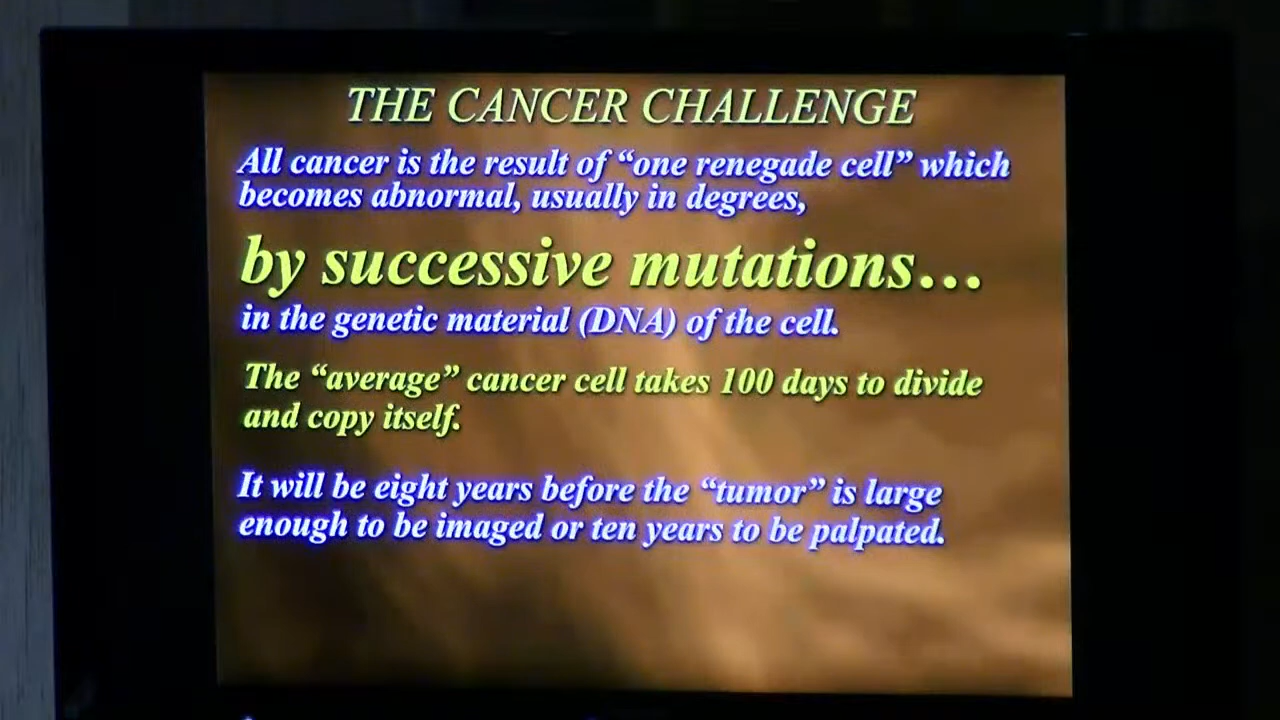 THE CANCER CHALLENGE
All cancer is the result of “one renegade cell” which
becomes abnormal, usually in degrees,
by successive mutations…
in the genetic material (DNA) of the cell.
The “average” cancer cell takes 100 days to divide
and copy itself.
It will be eight years before the “tumor” is large
enough to be imaged or ten years to be palpated.